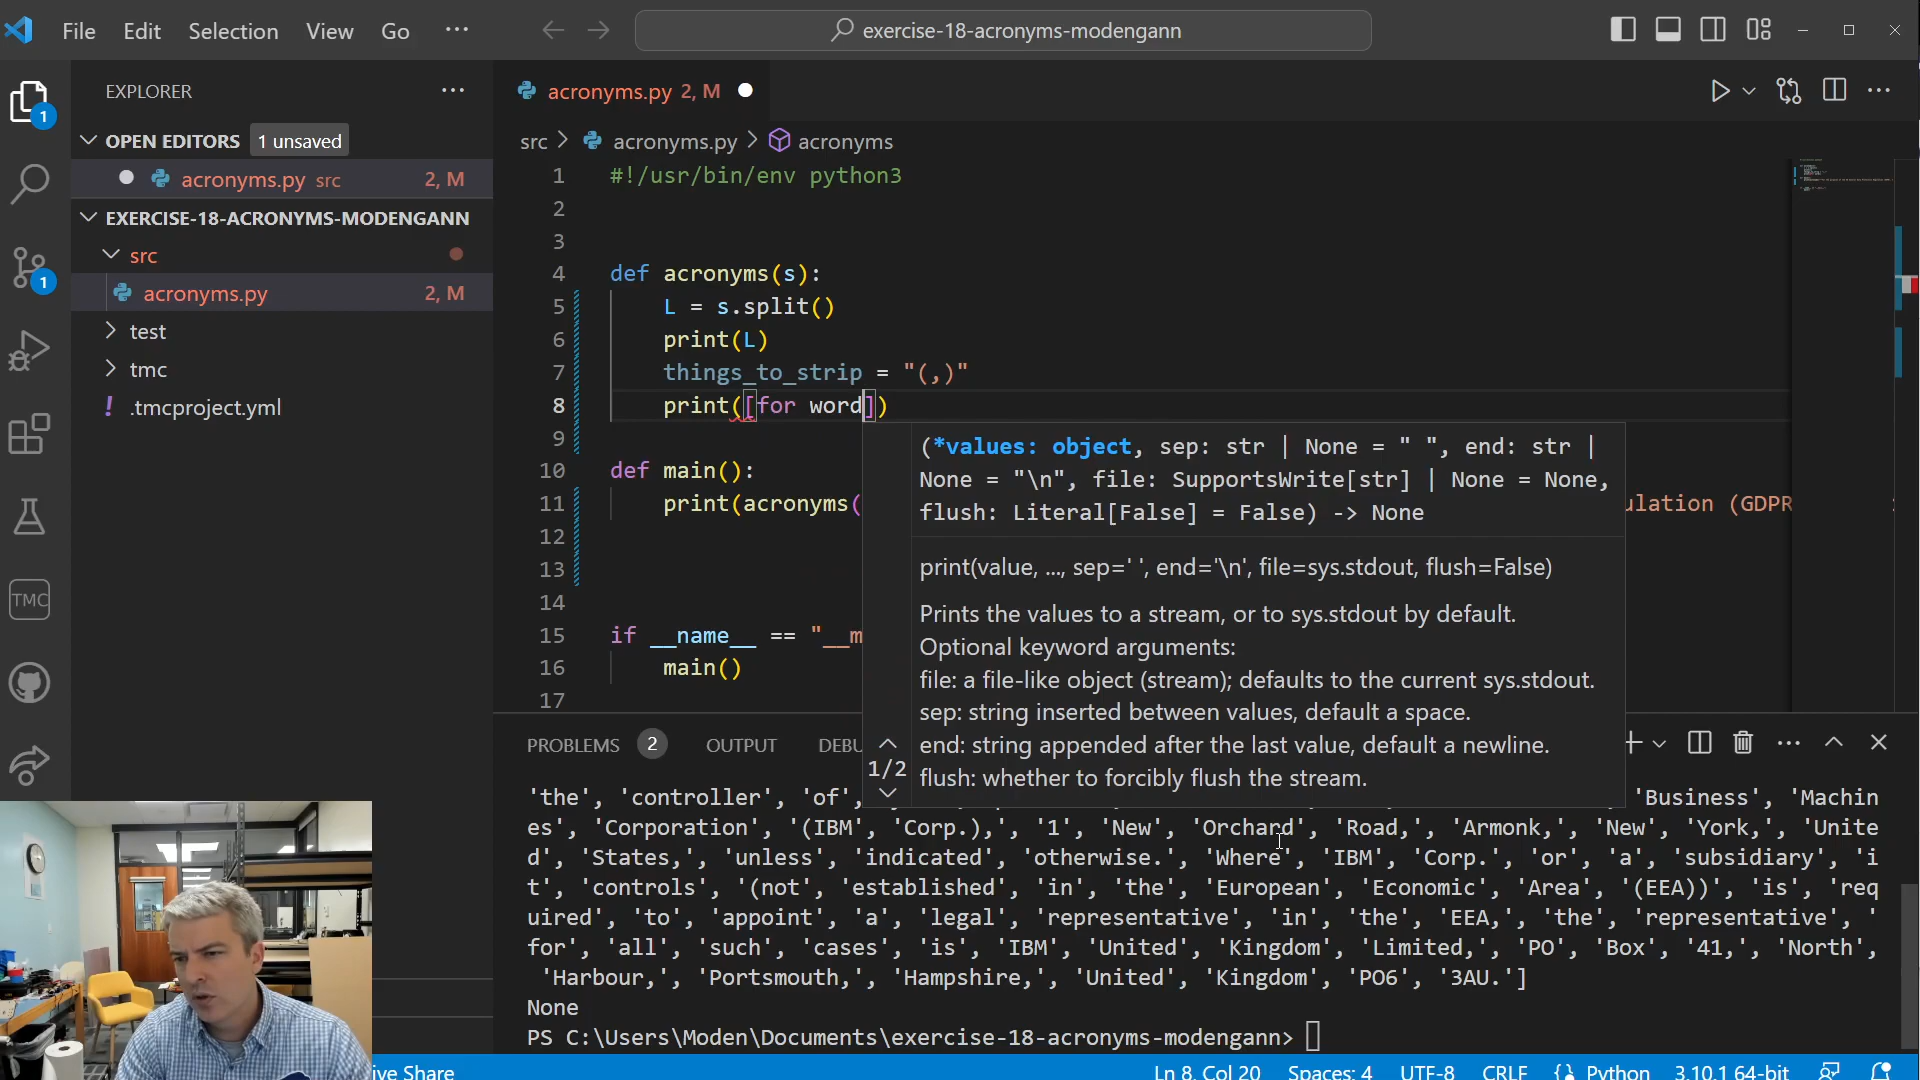 File Edit Selection View Go ...
exercise-18-acronyms-modengann
EXPLORER ...
1
OPEN EDITORS 1 unsaved
acronyms.py src 2, M
EXERCISE-18-ACRONYMS-MODENGANN
src
1
acronyms.py 2, M
test
tmc
! .tmcproject.yml
TMC
acronyms.py 2, M
src > acronyms.py > acronyms
1 #!/usr/bin/env python3
2
3
4 def acronyms(s):
5 L = s.split()
6 print(L)
7 things_to_strip = "(,)"
8 print([for word])
9
10 def main():
11 print(acronyms( ulation (GDPR
12
13
14
15 if __name__ == "__m
16 main()
17
(*values: object, sep: str | None = " ", end: str |
None = "\n", file: SupportsWrite[str] | None = None,
flush: Literal[False] = False) -> None
print(value, ..., sep=' ', end='\n', file=sys.stdout, flush=False)
Prints the values to a stream, or to sys.stdout by default.
Optional keyword arguments:
file: a file-like object (stream); defaults to the current sys.stdout.
sep: string inserted between values, default a space.
end: string appended after the last value, default a newline.
flush: whether to forcibly flush the stream.
1/2
PROBLEMS 2 OUTPUT DEBU
'the', 'controller', 'of', 'Business', 'Machin
es', 'Corporation', '(IBM', 'Corp.),', '1', 'New', 'Orchard', 'Road,', 'Armonk,', 'New', 'York,', 'Unite
d', 'States,', 'unless', 'indicated', 'otherwise.', 'Where', 'IBM', 'Corp.', 'or', 'a', 'subsidiary', 'i
t', 'controls', '(not', 'established', 'in', 'the', 'European', 'Economic', 'Area', '(EEA))', 'is', 'req
uired', 'to', 'appoint', 'a', 'legal', 'representative', 'in', 'the', 'EEA,', 'the', 'representative', '
for', 'all', 'such', 'cases', 'is', 'IBM', 'United', 'Kingdom', 'Limited,', 'PO', 'Box', '41,', 'North',
'Harbour,', 'Portsmouth,', 'Hampshire,', 'United', 'Kingdom', 'PO6', '3AU.']
None
PS C:\Users\Moden\Documents\exercise-18-acronyms-modengann>
ive Share Ln 8, Col 20 Spaces: 4 UTF-8 CRLF {} Python 3.10.1 64-bit